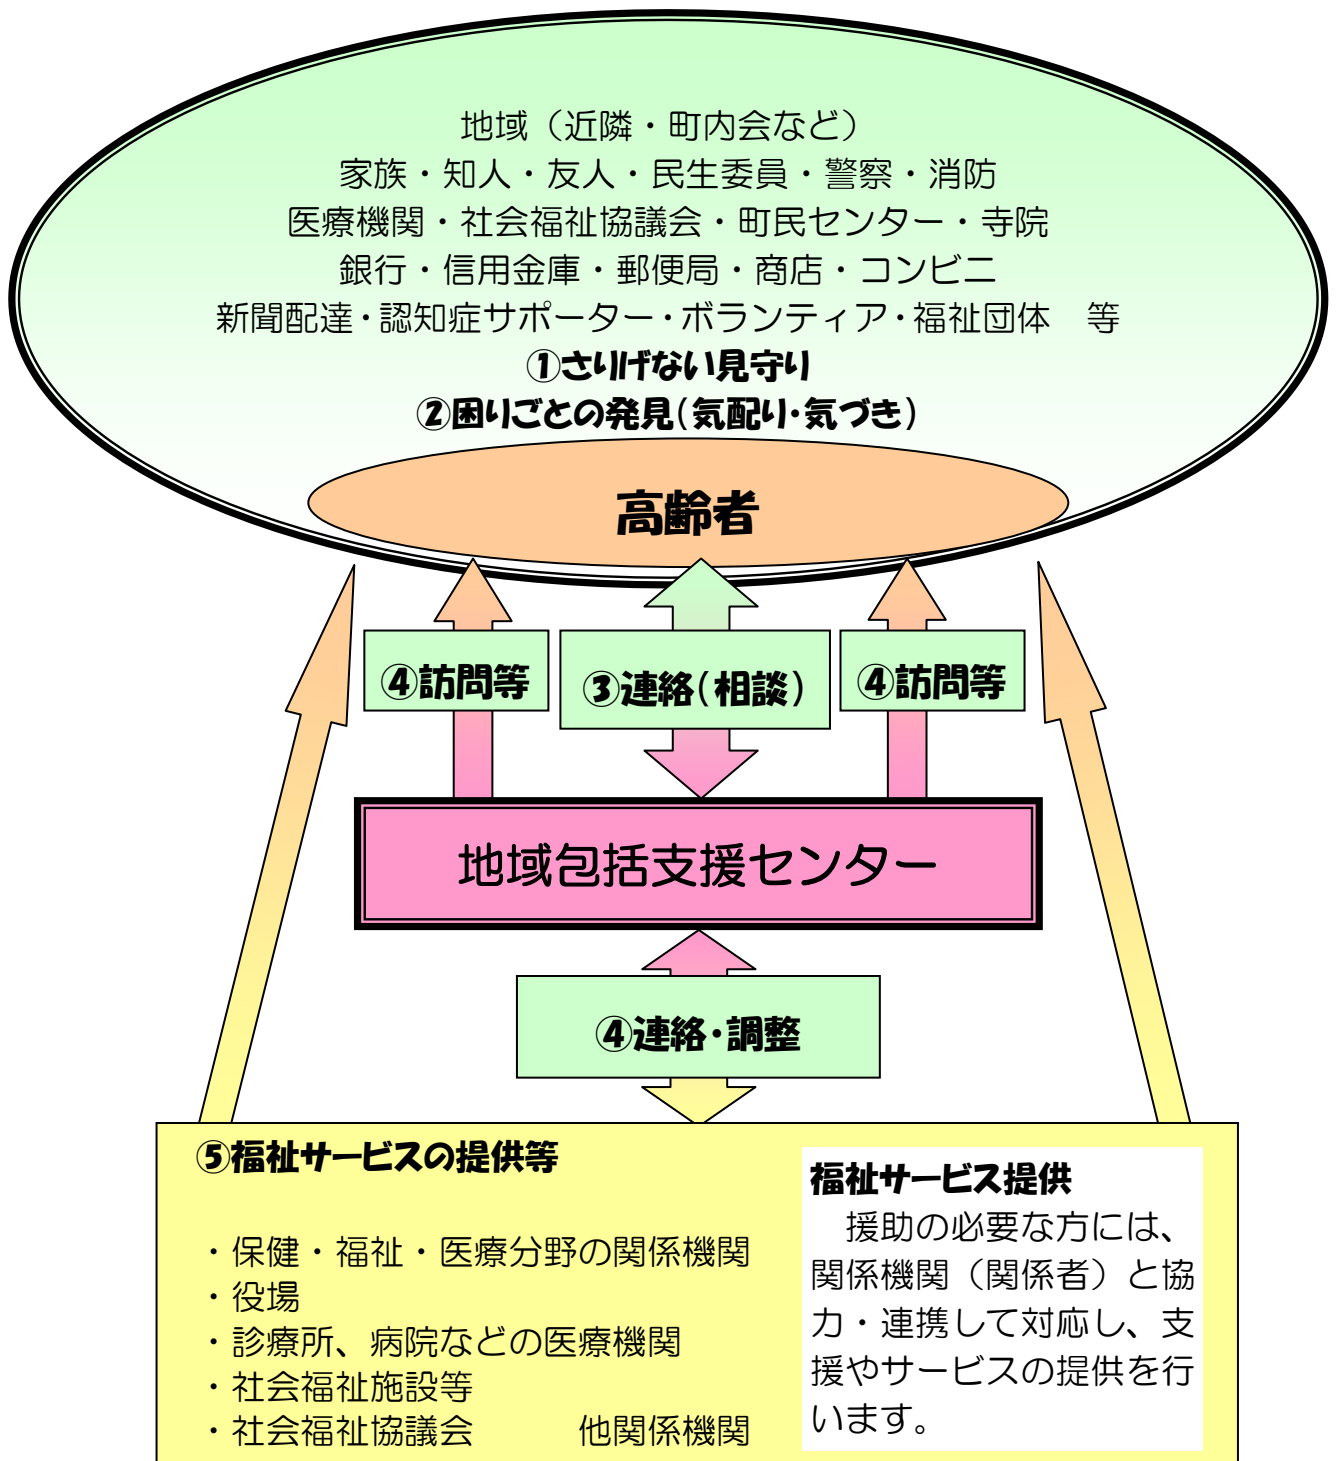 地域（近隣・町内会など）
家族・知人・友人・民生委員・警察・消防
医療機関・社会福祉協議会・町民センター・寺院
銀行・信用金庫・郵便局・商店・コンビニ
新聞配達・認知症サポーター・ボランティア・福祉団体　等
①さりげない見守り
②困りごとの発見（気配り・気づき）
高齢者
④訪問等
③連絡（相談）
④訪問等
地域包括支援センター
④連絡・調整
⑤福祉サービスの提供等
・保健・福祉・医療分野の関係機関
・役場
・診療所、病院などの医療機関
・社会福祉施設等
・社会福祉協議会　　　他関係機関
福祉サービス提供
　援助の必要な方には、
関係機関（関係者）と協
力・連携して対応し、支
援やサービスの提供を行
います。